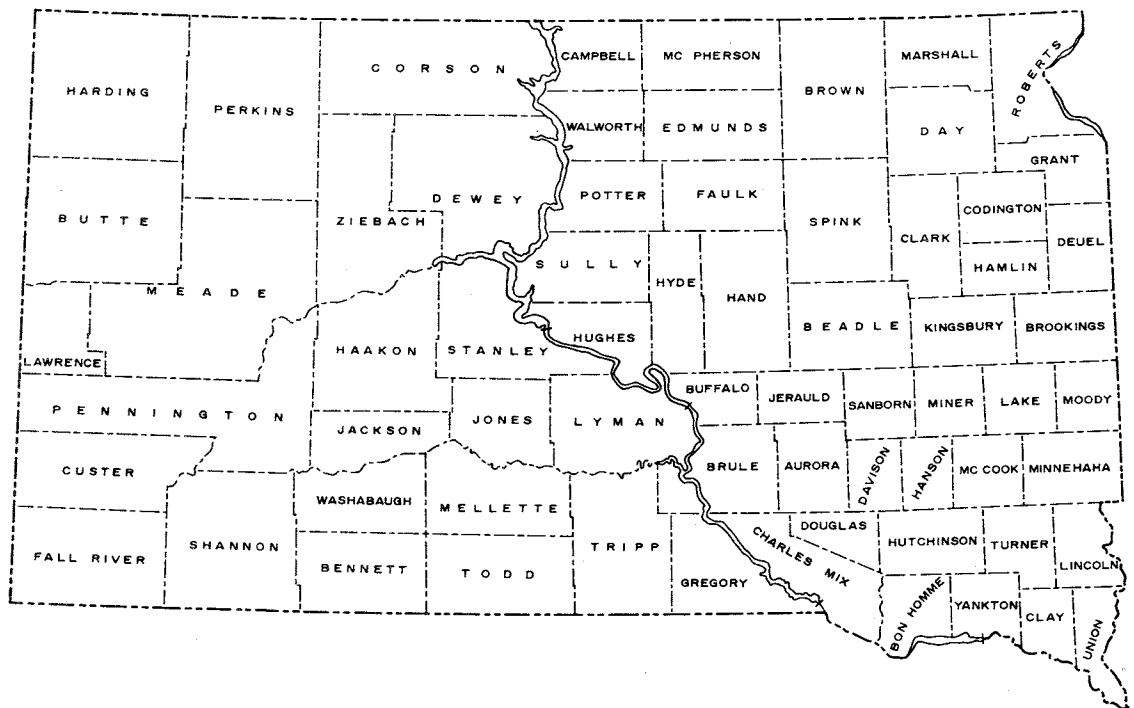 HARDING
PERKINS
CORSON
CAMPBELL
MC PHERSON
BROWN
MARSHALL
ROBERTS
WALWORTH
EDMUNDS
DAY
GRANT
BUTTE
ZIEBACH
DEWEY
POTTER
FAULK
SPINK
CLARK
CODINGTON
DEUEL
HAMLIN
MEADE
SULLY
HYDE
HAND
BEADLE
KINGSBURY
BROOKINGS
LAWRENCE
HAAKON
STANLEY
HUGHES
BUFFALO
JERAULD
SANBORN
MINER
LAKE
MOODY
PENNINGTON
JACKSON
JONES
LYMAN
CUSTER
BRULE
AURORA
DAVISON
HANSON
MC COOK
MINNEHAHA
WASHABAUGH
MELLETTE
FALL RIVER
SHANNON
BENNETT
TODD
TRIPP
GREGORY
CHARLES MIX
DOUGLAS
HUTCHINSON
TURNER
LINCOLN
BON HOMME
YANKTON
CLAY
UNION